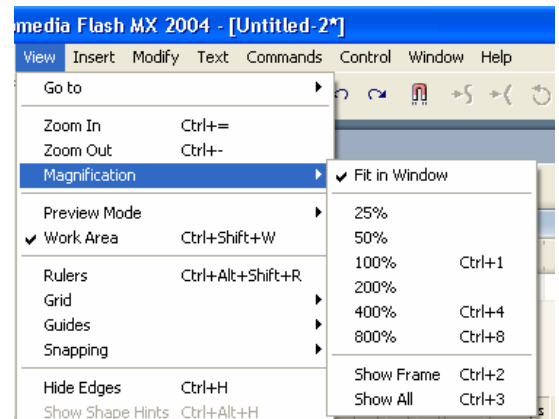 omedia Flash MX 2004 - [Untitled-2*]
View Insert Modify Text Commands Control Window Help
Go to
Zoom In Ctrl+=
Zoom Out Ctrl+-
Magnification
Preview Mode
Work Area Ctrl+Shift+W
Rulers Ctrl+Alt+Shift+R
Grid
Guides
Snapping
Hide Edges Ctrl+H
Show Shape Hints Ctrl+Alt+H
Fit in Window
25%
50%
100% Ctrl+1
200%
400% Ctrl+4
800% Ctrl+8
Show Frame Ctrl+2
Show All Ctrl+3